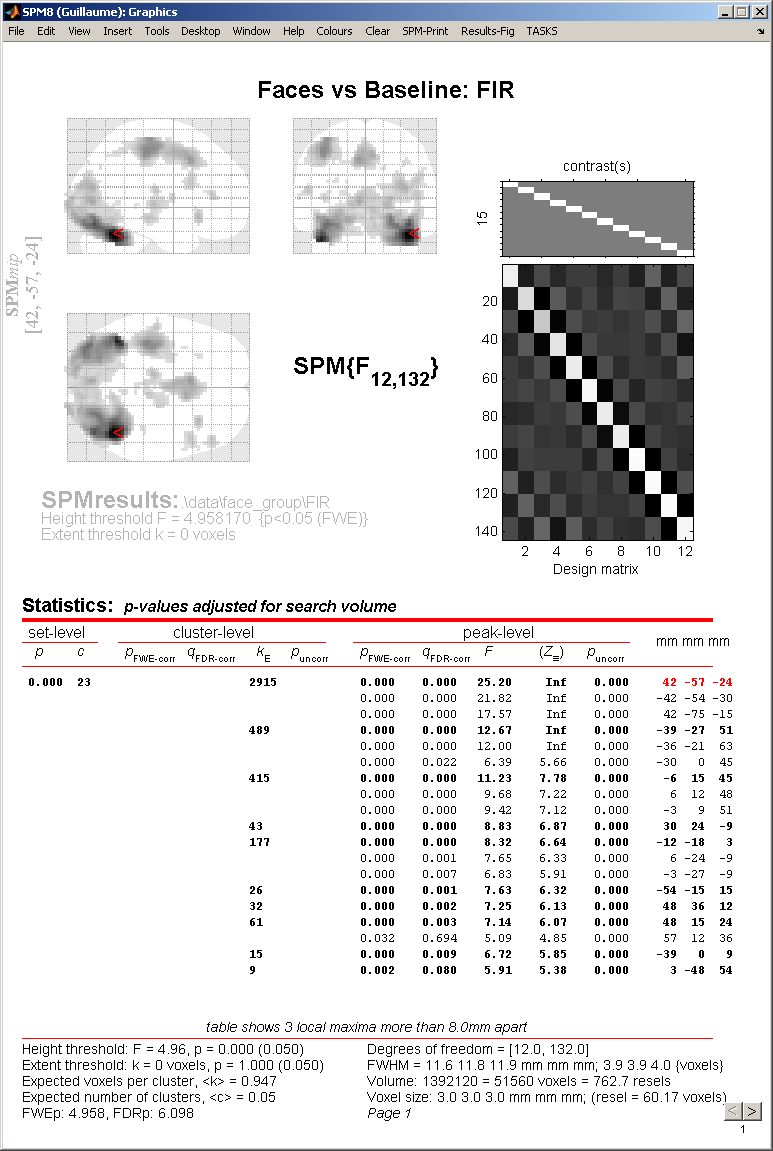 SPM8 (Guillaume): Graphics
File Edit View Insert Tools Desktop Window Help Colours Clear SPM-Print Results-Fig TASKS
Faces vs Baseline: FIR
SPMmip
[42, -57, -24]
contrast(s)
15
SPM{F12,132}
20
40
60
80
100
120
140
2 4 6 8 10 12
Design matrix
SPMresults: .\data\face_group\FIR
Height threshold F = 4.958170 {p<0.05 (FWE)}
Extent threshold k = 0 voxels
Statistics: p-values adjusted for search volume
set-level cluster-level peak-level mm mm mm
p c pFWE-corr qFDR-corr kE puncorr pFWE-corr qFDR-corr F (Z≡) puncorr
0.000 23 2915 0.000 0.000 25.20 Inf 0.000 42 -57 -24
0.000 0.000 21.82 Inf 0.000 -42 -54 -30
0.000 0.000 17.57 Inf 0.000 42 -75 -15
489 0.000 0.000 12.67 Inf 0.000 -39 -27 51
0.000 0.000 12.00 Inf 0.000 -36 -21 63
0.000 0.022 6.39 5.66 0.000 -30 0 45
415 0.000 0.000 11.23 7.78 0.000 -6 15 45
0.000 0.000 9.68 7.22 0.000 6 12 48
0.000 0.000 9.42 7.12 0.000 -3 9 51
43 0.000 0.000 8.83 6.87 0.000 30 24 -9
177 0.000 0.000 8.32 6.64 0.000 -12 -18 3
0.000 0.001 7.65 6.33 0.000 6 -24 -9
0.000 0.007 6.83 5.91 0.000 -3 -27 -9
26 0.000 0.001 7.63 6.32 0.000 -54 -15 15
32 0.000 0.002 7.25 6.13 0.000 48 36 12
61 0.000 0.003 7.14 6.07 0.000 48 15 24
0.032 0.694 5.09 4.85 0.000 57 12 36
15 0.000 0.009 6.72 5.85 0.000 -39 0 9
9 0.002 0.080 5.91 5.38 0.000 3 -48 54
table shows 3 local maxima more than 8.0mm apart
Height threshold: F = 4.96, p = 0.000 (0.050)
Extent threshold: k = 0 voxels, p = 1.000 (0.050)
Expected voxels per cluster, <k> = 0.947
Expected number of clusters, <c> = 0.05
FWEp: 4.958, FDRp: 6.098
Degrees of freedom = [12.0, 132.0]
FWHM = 11.6 11.8 11.9 mm mm mm; 3.9 3.9 4.0 {voxels}
Volume: 1392120 = 51560 voxels = 762.7 resels
Voxel size: 3.0 3.0 3.0 mm mm mm; (resel = 60.17 voxels)
Page 1
< >
1